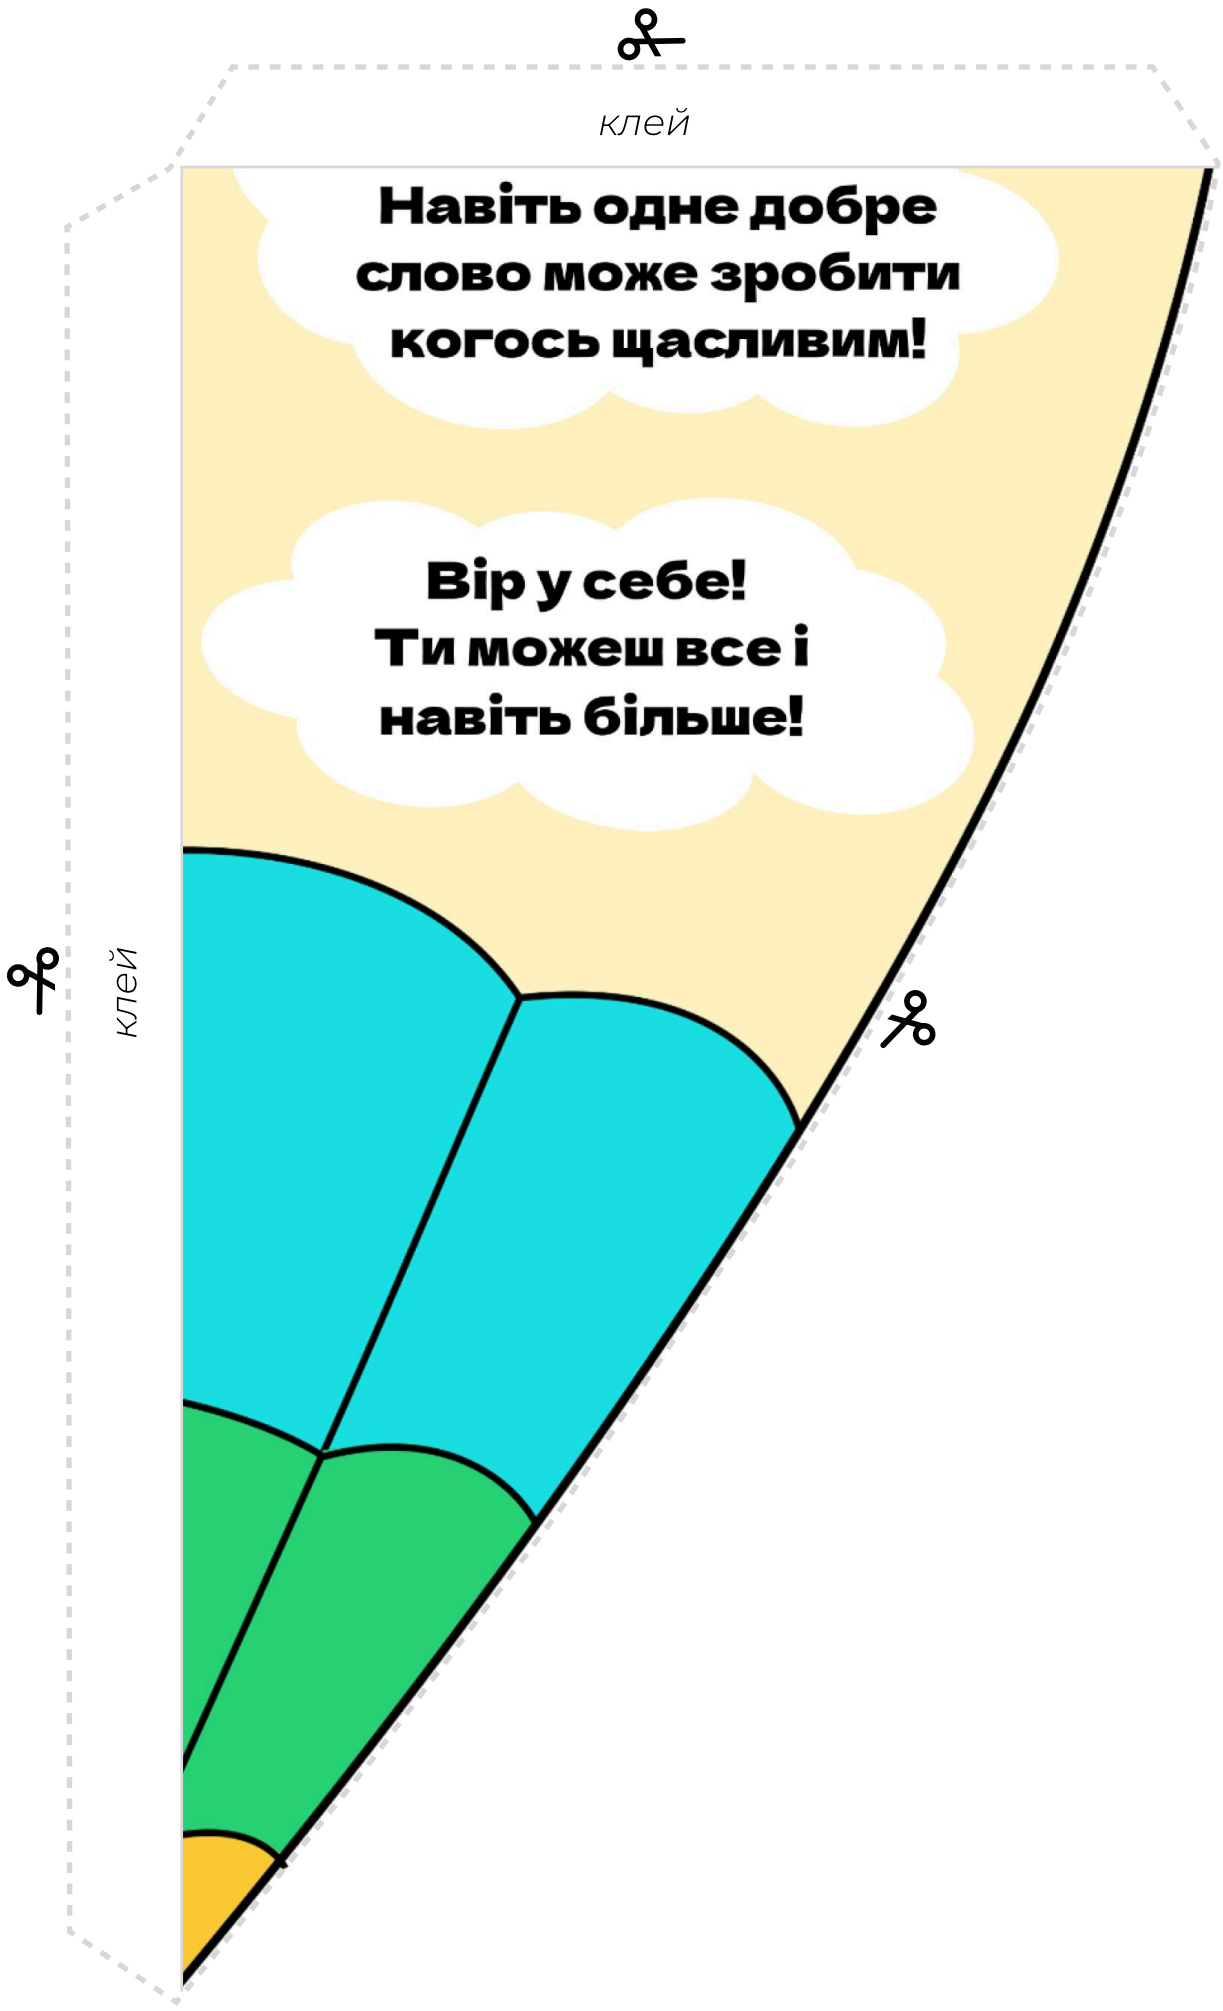 клей
Навіть одне добре
слово може зробити
когось щасливим!
Вір у себе!
Ти можеш все і
навіть більше!
клей